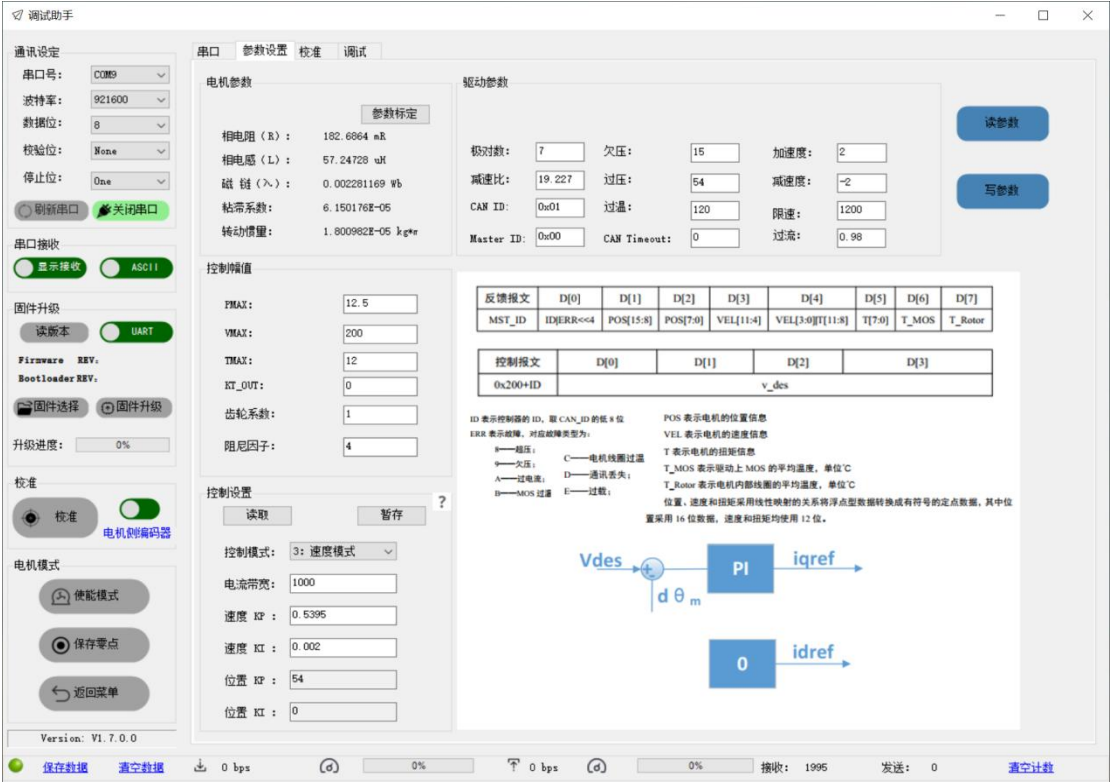 调试助手
通讯设定
串口号: COM9
波特率: 921600
数据位: 8
校验位: None
停止位: One
刷新串口 关闭串口
串口接收
显示接收 ASCII
固件升级
读版本 UART
Firmware REV:
Bootloader REV:
固件选择 固件升级
升级进度: 0%
校准
校准
电机侧编码器
电机模式
使能模式
保存零点
返回菜单
Version: V1.7.0.0
串口 参数设置 校准 调试
电机参数
参数标定
相电阻(R): 182.6864 mR
相电感(L): 57.24728 uH
磁 链(入): 0.002281169 Wb
粘滞系数: 6.150176E-05
转动惯量: 1.800982E-05 kg*m
驱动参数
极对数: 7 欠压: 15 加速度: 2
减速比: 19.227 过压: 54 减速度: -2
CAN ID: 0x01 过温: 120 限速: 1200
Master ID: 0x00 CAN Timeout: 0 过流: 0.98
读参数
写参数
控制幅值
PMAX: 12.5
VMAX: 200
TMAX: 12
KT_OUT: 0
齿轮系数: 1
阻尼因子: 4
控制设置
?
读取 暂存
控制模式: 3: 速度模式
电流带宽: 1000
速度 KP : 0.5395
速度 KI : 0.002
位置 KP : 54
位置 KI : 0
反馈报文 D[0] D[1] D[2] D[3] D[4] D[5] D[6] D[7]
MST_ID ID|ERR<<4 POS[15:8] POS[7:0] VEL[11:4] VEL[3:0]|T[11:8] T[7:0] T_MOS T_Rotor
控制报文 D[0] D[1] D[2] D[3]
0x200+ID v_des
ID 表示控制器的 ID，取 CAN_ID 的低 8 位
ERR 表示故障，对应故障类型为：
8——超压；
9——欠压；
A——过电流；
B——MOS 过温
C——电机线圈过温
D——通讯丢失；
E——过载；
POS 表示电机的位置信息
VEL 表示电机的速度信息
T 表示电机的扭矩信息
T_MOS 表示驱动上 MOS 的平均温度，单位℃
T_Rotor 表示电机内部线圈的平均温度，单位℃
位置、速度和扭矩采用线性映射的关系将浮点型数据转换成有符号的定点数据，其中位
置采用 16 位数据，速度和扭矩均使用 12 位。
Vdes + - PI iqref
d θ m
0 idref
保存数据 清空数据 0 bps 0% 0 bps 0% 接收: 1995 发送: 0 清空计数